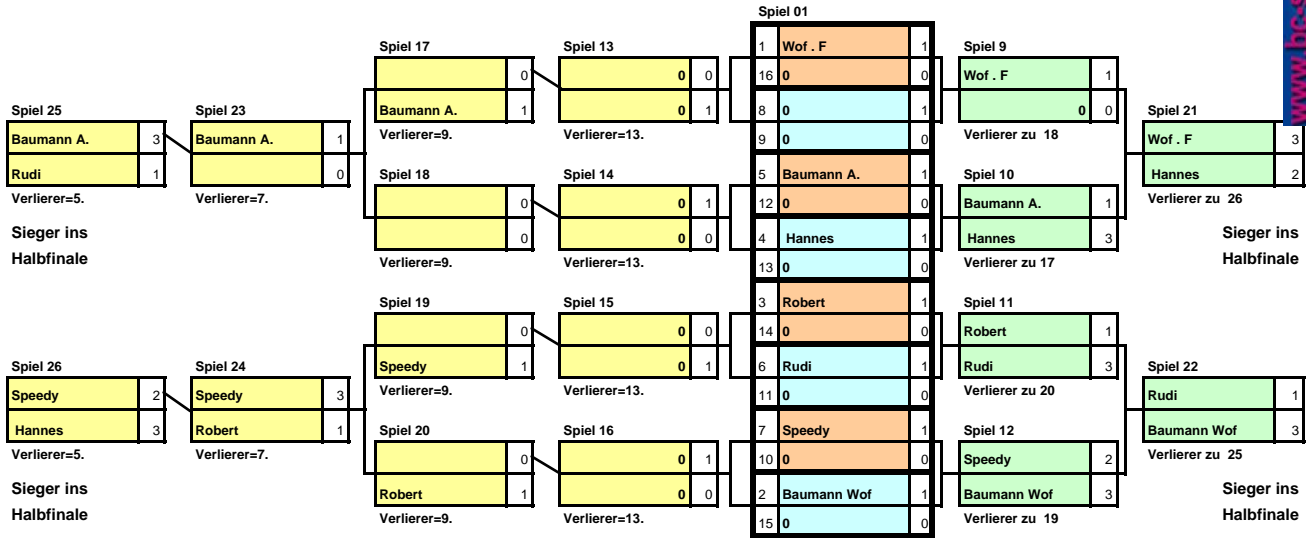 Spiel 01
Spiel 17 Spiel 13 1 Wof . F 1 Spiel 9
0 0 0 16 0 0 Wof . F 1
Spiel 25 Spiel 23 Baumann A. 1 0 1 8 0 1 0 0 Spiel 21
Baumann A. 3 Baumann A. 1 Verlierer=9. Verlierer=13. 9 0 0 Verlierer zu 18 Wof . F 3
Rudi 1 0 Spiel 18 Spiel 14 5 Baumann A. 1 Spiel 10 Hannes 2
Verlierer=5. Verlierer=7. 0 0 1 12 0 0 Baumann A. 1 Verlierer zu 26
Sieger ins 0 0 0 4 Hannes 1 Hannes 3 Sieger ins
Halbfinale Verlierer=9. Verlierer=13. 13 0 0 Verlierer zu 17 Halbfinale
Spiel 19 Spiel 15 3 Robert 1 Spiel 11
0 0 0 14 0 0 Robert 1
Spiel 26 Spiel 24 Speedy 1 0 1 6 Rudi 1 Rudi 3 Spiel 22
Speedy 2 Speedy 3 Verlierer=9. Verlierer=13. 11 0 0 Verlierer zu 20 Rudi 1
Hannes 3 Robert 1 Spiel 20 Spiel 16 7 Speedy 1 Spiel 12 Baumann Wof 3
Verlierer=5. Verlierer=7. 0 0 1 10 0 0 Speedy 2 Verlierer zu 25
Sieger ins Robert 1 0 0 2 Baumann Wof 1 Baumann Wof 3 Sieger ins
Halbfinale Verlierer=9. Verlierer=13. 15 0 0 Verlierer zu 19 Halbfinale